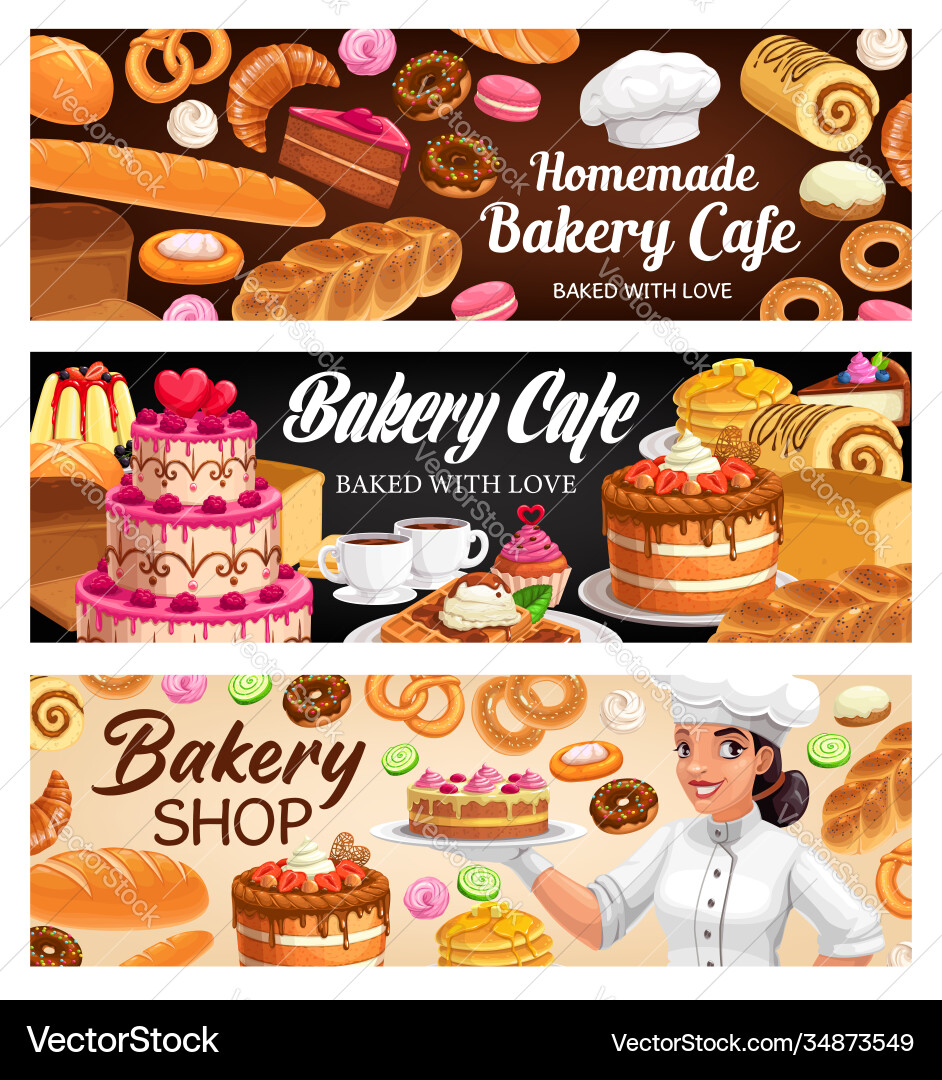 Homemade
Bakery Cafe
BAKED WITH LOVE
Bakery Cafe
BAKED WITH LOVE
Bakery
SHOP
VectorStock
VectorStock.com/34873549